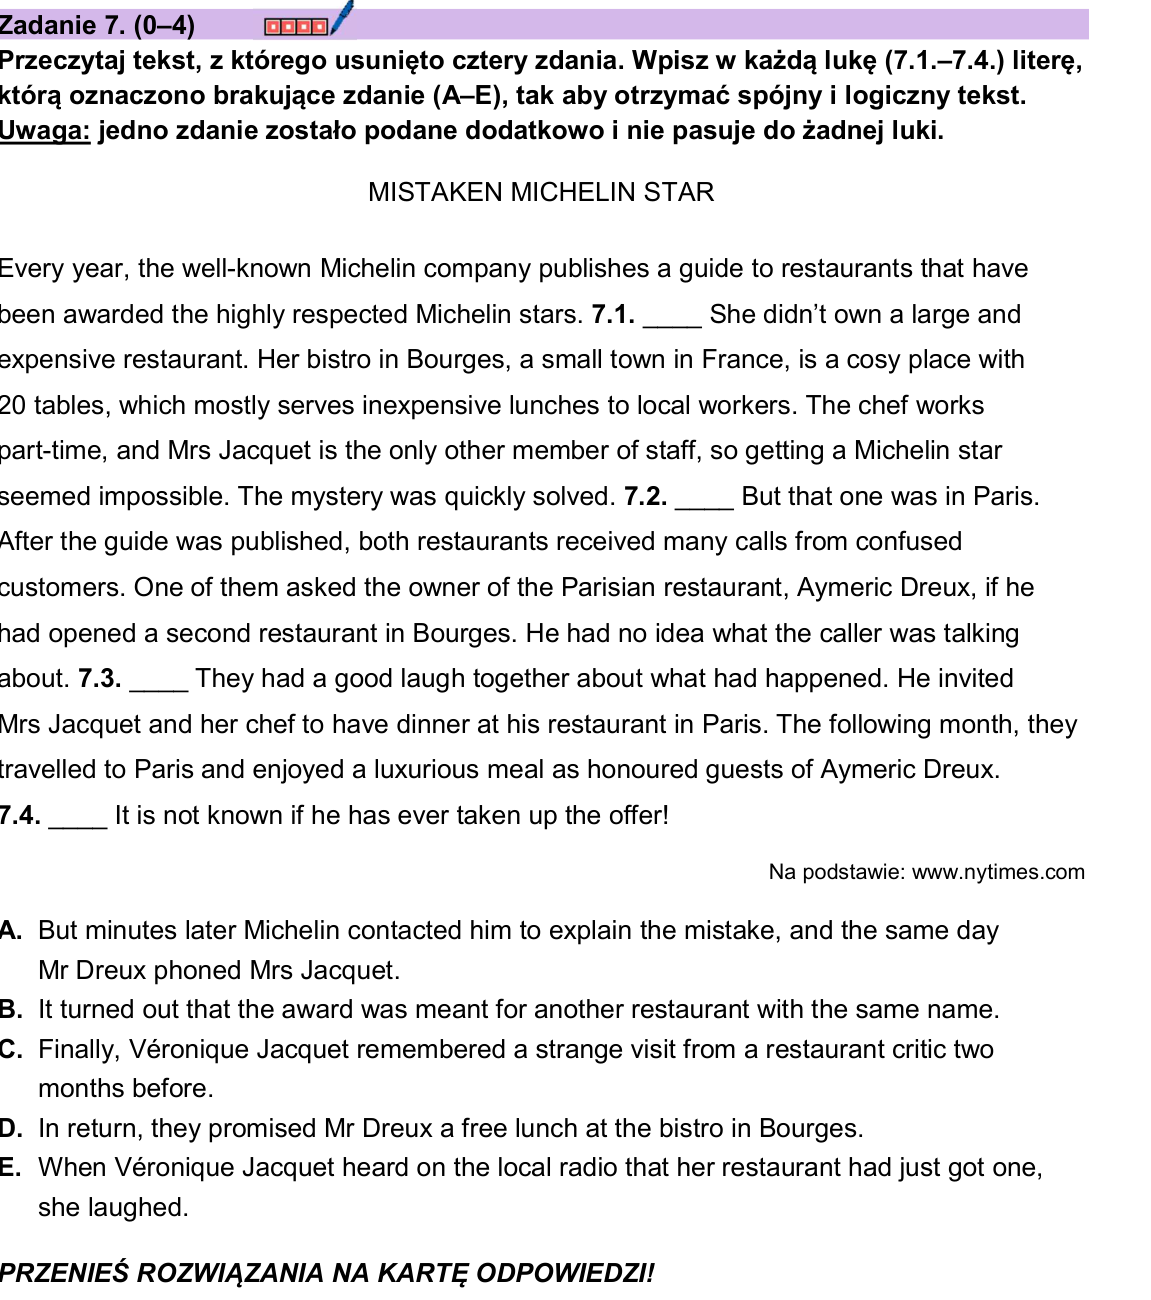 Zadanie 7. (0–4)
Przeczytaj tekst, z którego usunięto cztery zdania. Wpisz w każdą lukę (7.1.–7.4.) literę,
którą oznaczono brakujące zdanie (A–E), tak aby otrzymać spójny i logiczny tekst.
Uwaga: jedno zdanie zostało podane dodatkowo i nie pasuje do żadnej luki.
MISTAKEN MICHELIN STAR
Every year, the well-known Michelin company publishes a guide to restaurants that have
been awarded the highly respected Michelin stars. 7.1. ____ She didn’t own a large and
expensive restaurant. Her bistro in Bourges, a small town in France, is a cosy place with
20 tables, which mostly serves inexpensive lunches to local workers. The chef works
part-time, and Mrs Jacquet is the only other member of staff, so getting a Michelin star
seemed impossible. The mystery was quickly solved. 7.2. ____ But that one was in Paris.
After the guide was published, both restaurants received many calls from confused
customers. One of them asked the owner of the Parisian restaurant, Aymeric Dreux, if he
had opened a second restaurant in Bourges. He had no idea what the caller was talking
about. 7.3. ____ They had a good laugh together about what had happened. He invited
Mrs Jacquet and her chef to have dinner at his restaurant in Paris. The following month, they
travelled to Paris and enjoyed a luxurious meal as honoured guests of Aymeric Dreux.
7.4. ____ It is not known if he has ever taken up the offer!
Na podstawie: www.nytimes.com
A. But minutes later Michelin contacted him to explain the mistake, and the same day
Mr Dreux phoned Mrs Jacquet.
B. It turned out that the award was meant for another restaurant with the same name.
C. Finally, Véronique Jacquet remembered a strange visit from a restaurant critic two
months before.
D. In return, they promised Mr Dreux a free lunch at the bistro in Bourges.
E. When Véronique Jacquet heard on the local radio that her restaurant had just got one,
she laughed.
PRZENIEŚ ROZWIĄZANIA NA KARTĘ ODPOWIEDZI!